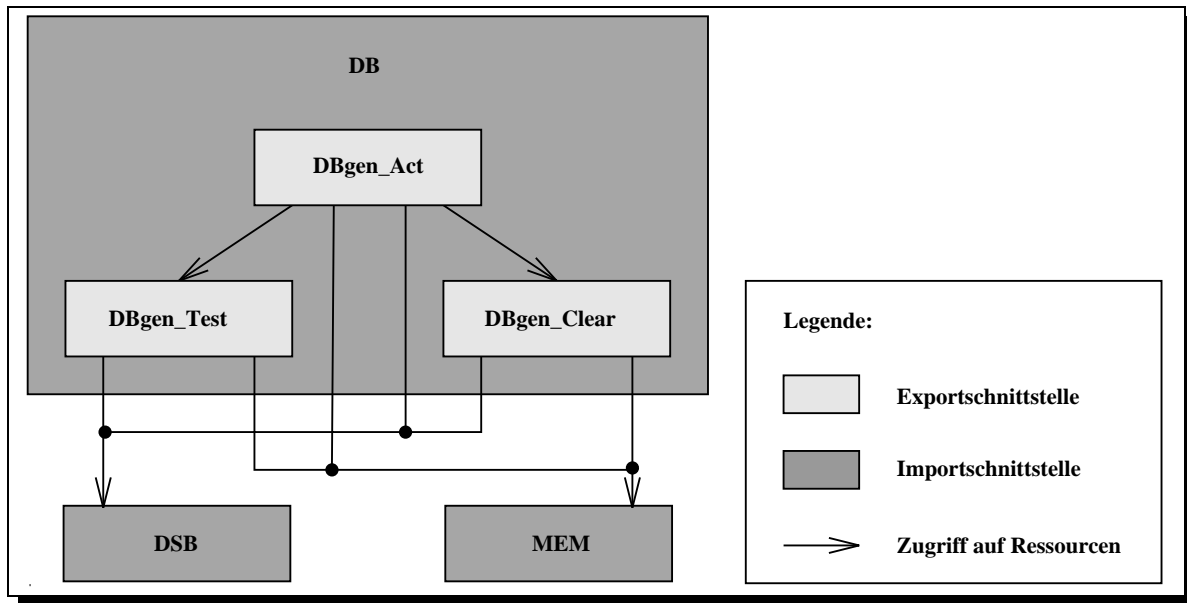 DB
DBgen_Act
DBgen_Test
DBgen_Clear
DSB
MEM
Legende:
Exportschnittstelle
Importschnittstelle
Zugriff auf Ressourcen